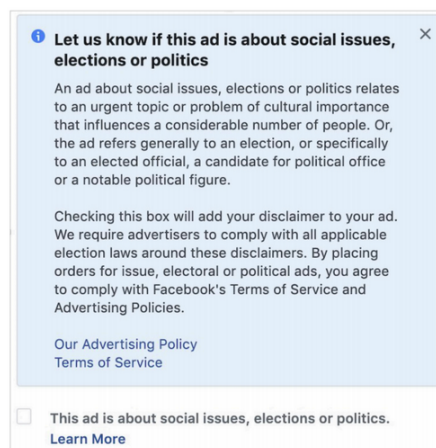 Let us know if this ad is about social issues,
elections or politics
An ad about social issues, elections or politics relates
to an urgent topic or problem of cultural importance
that influences a considerable number of people. Or,
the ad refers generally to an election, or specifically
to an elected official, a candidate for political office
or a notable political figure.
Checking this box will add your disclaimer to your ad.
We require advertisers to comply with all applicable
election laws around these disclaimers. By placing
orders for issue, electoral or political ads, you agree
to comply with Facebook's Terms of Service and
Advertising Policies.
Our Advertising Policy
Terms of Service
This ad is about social issues, elections or politics.
Learn More